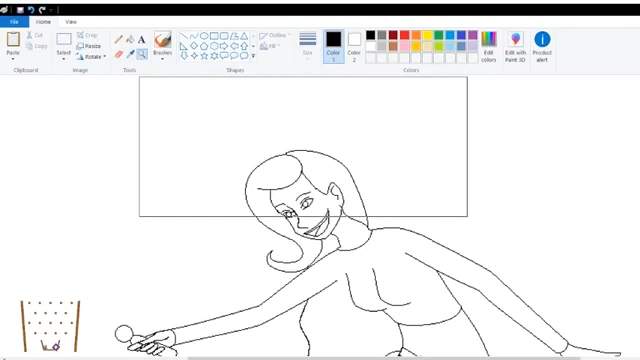 File Home View
Paste Cut Copy Select Crop Resize Rotate A Brushes Outline Fill Size Color 1 Color 2 Edit colors Edit with Paint 3D Product alert
Clipboard Image Tools Shapes Colors